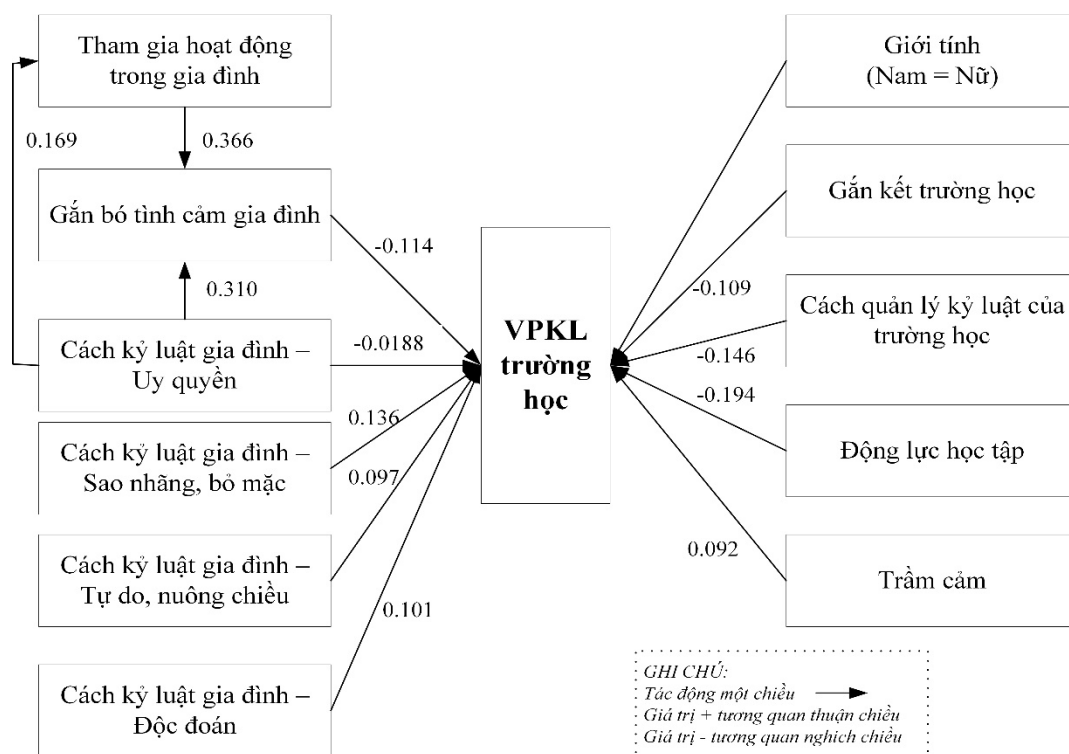 Tham gia hoạt động
trong gia đình
0.169
0.366
Gắn bó tình cảm gia đình
-0.114
0.310
Cách kỷ luật gia đình –
Uy quyền
-0.0188
Cách kỷ luật gia đình –
Sao nhãng, bỏ mặc
0.136
Cách kỷ luật gia đình –
Tự do, nuông chiều
0.097
Cách kỷ luật gia đình –
Độc đoán
0.101
VPKL
trường
học
Giới tính
(Nam = Nữ)
Gắn kết trường học
-0.109
Cách quản lý kỷ luật của
trường học
-0.146
Động lực học tập
-0.194
Trầm cảm
0.092
GHI CHÚ:
Tác động một chiều
Giá trị + tương quan thuận chiều
Giá trị - tương quan nghich chiều